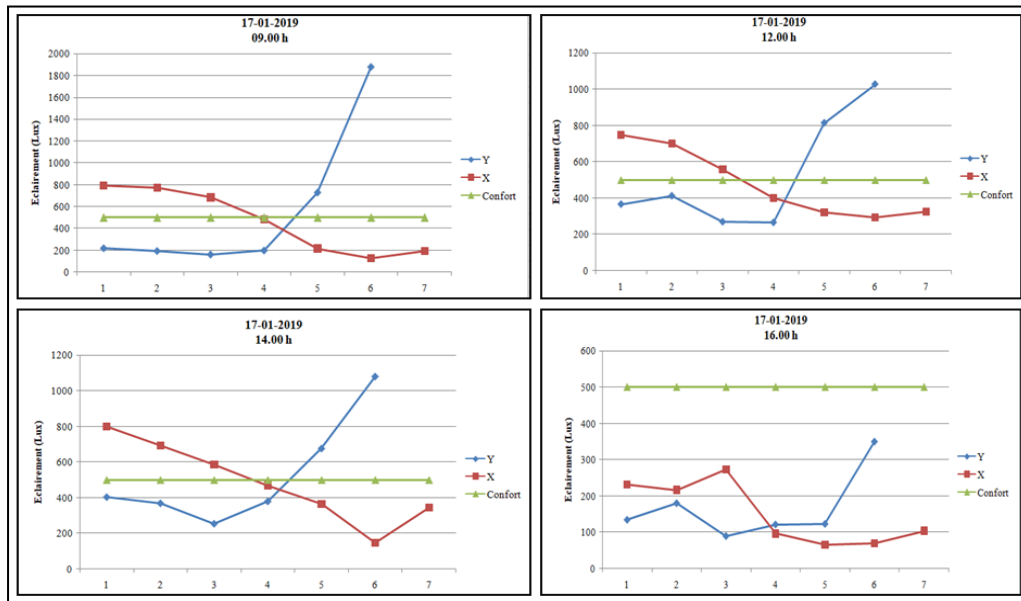 17-01-2019
09.00 h
Eclairement (Lux)
2000
1800
1600
1400
1200
1000
800
600
400
200
0
1 2 3 4 5 6 7
Y
X
Confort
17-01-2019
12.00 h
Eclairement (Lux)
1200
1000
800
600
400
200
0
1 2 3 4 5 6 7
Y
X
Confort
17-01-2019
14.00 h
Eclairement (Lux)
1200
1000
800
600
400
200
0
1 2 3 4 5 6 7
Y
X
Confort
17-01-2019
16.00 h
Eclairement (Lux)
600
500
400
300
200
100
0
1 2 3 4 5 6 7
Y
X
Confort